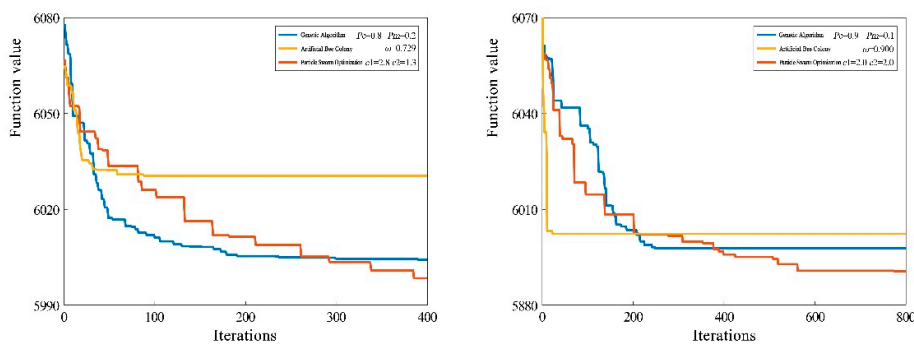 6080
6050
6020
5990
Function value
Genetic Algorithm Pc=0.8 Pm=0.2
Artificial Bee Colony ω=0.729
Particle Swarm Optimization c1=2.8 c2=1.3
0 100 200 300 400
Iterations
6070
6040
6010
5880
Function value
Genetic Algorithm Pc=0.9 Pm=0.1
Artificial Bee Colony ω=0.900
Particle Swarm Optimization c1=2.0 c2=2.0
0 200 400 600 800
Iterations